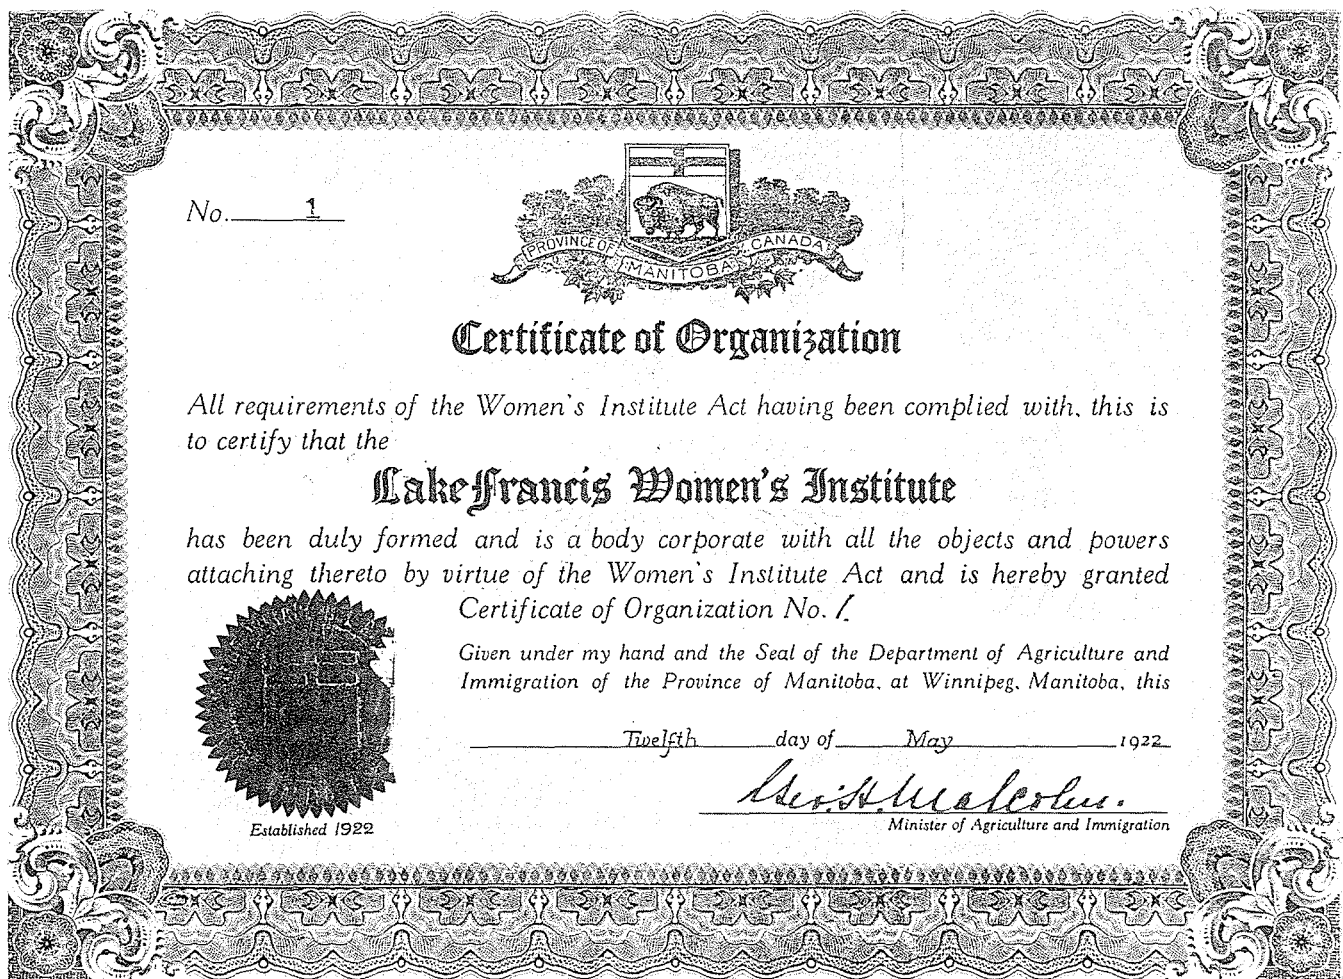 No. 1
PROVINCE OF MANITOBA CANADA
Certificate of Organization
All requirements of the Women's Institute Act having been complied with, this is
to certify that the
Lake Francis Women's Institute
has been duly formed and is a body corporate with all the objects and powers
attaching thereto by virtue of the Women's Institute Act and is hereby granted
Certificate of Organization No. 1
Given under my hand and the Seal of the Department of Agriculture and
Immigration of the Province of Manitoba, at Winnipeg, Manitoba, this
Twelfth day of May 1922
Geo. H. Malcolm.
Minister of Agriculture and Immigration
Established 1922